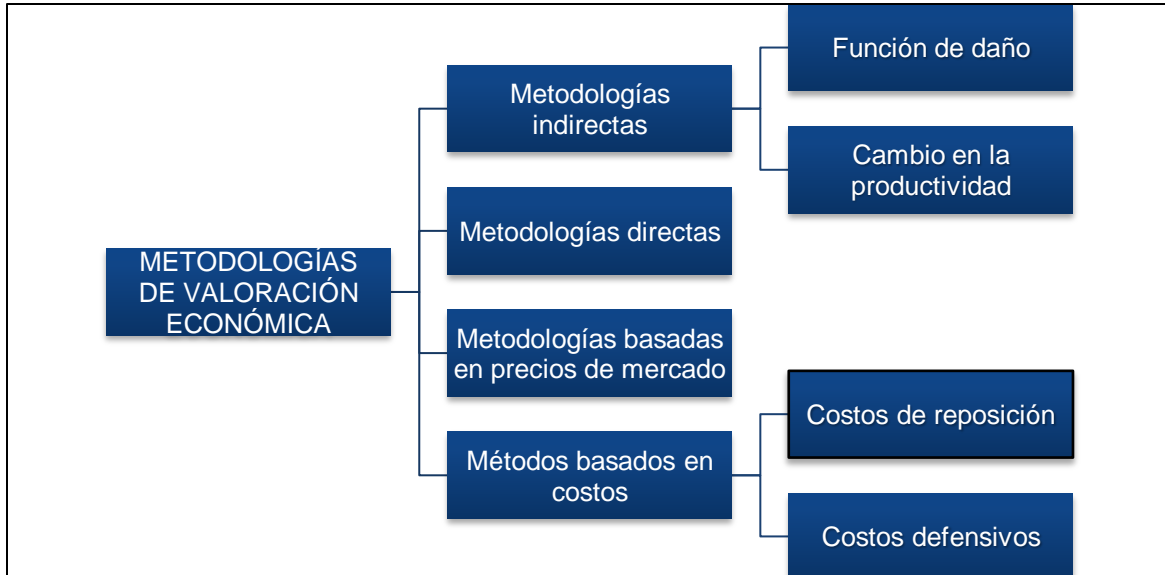 METODOLOGÍAS
DE VALORACIÓN
ECONÓMICA
Metodologías
indirectas
Función de daño
Cambio en la
productividad
Metodologías directas
Metodologías basadas
en precios de mercado
Métodos basados en
costos
Costos de reposición
Costos defensivos